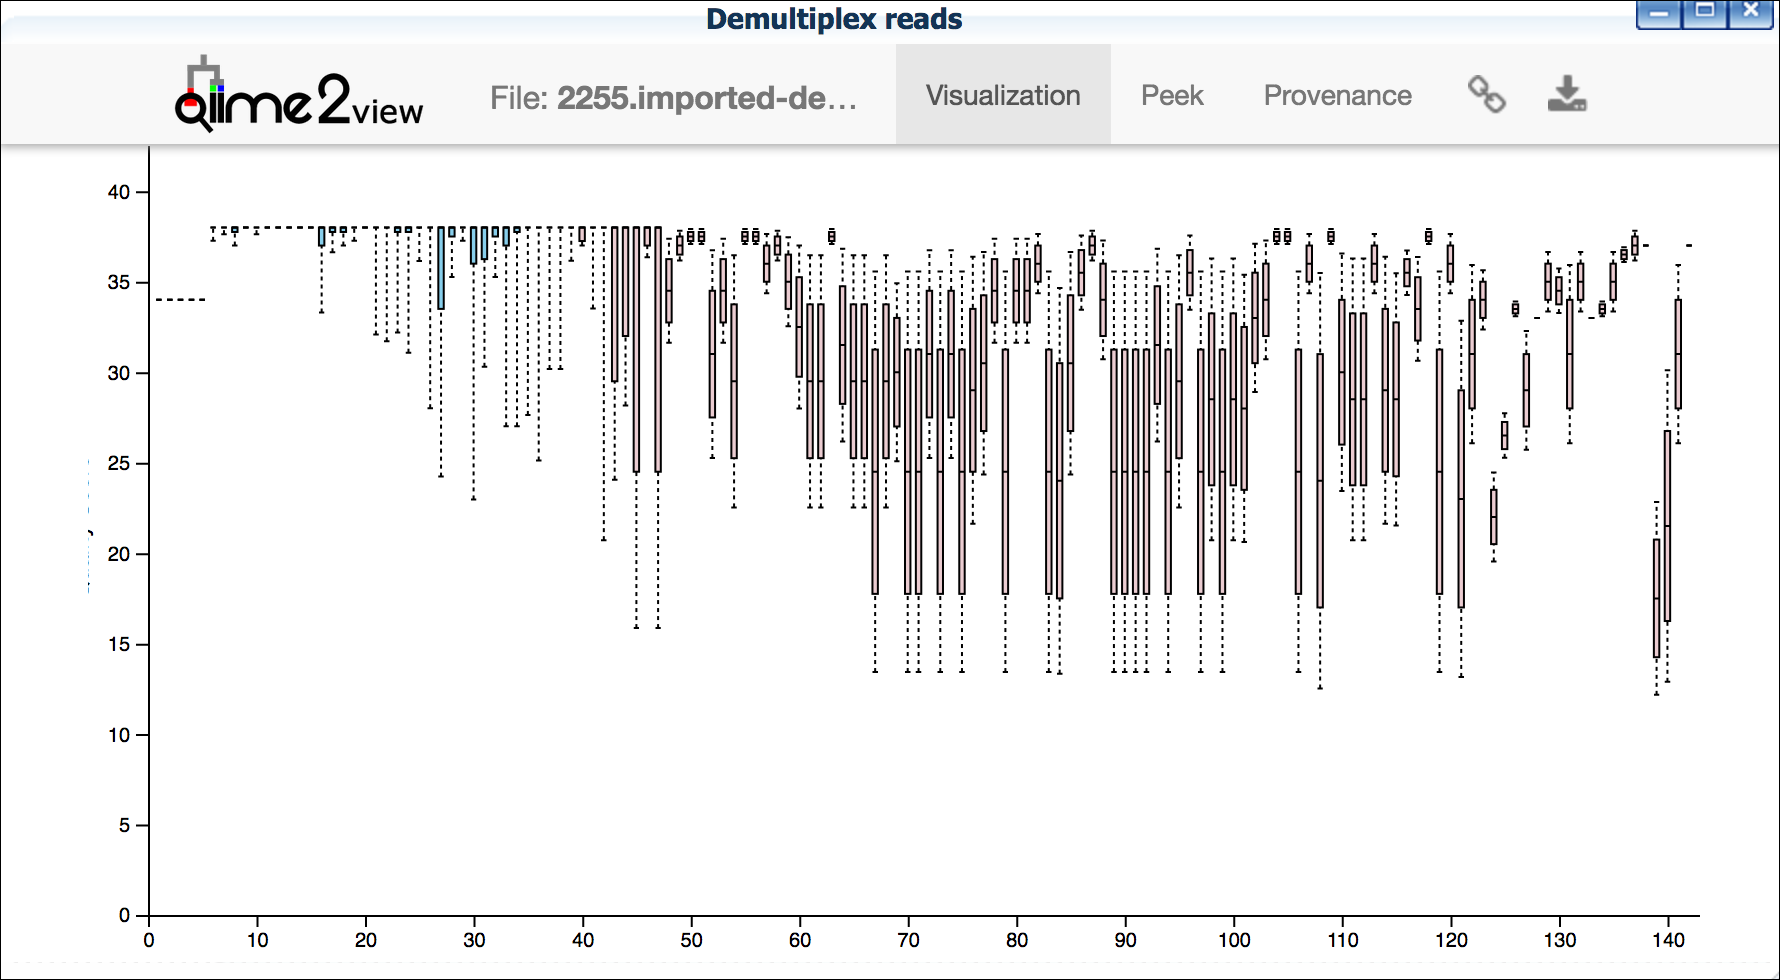 Demultiplex reads
qiime2view
File: 2255.imported-de...
Visualization
Peek
Provenance
40
35
30
25
20
15
10
5
0
0 10 20 30 40 50 60 70 80 90 100 110 120 130 140